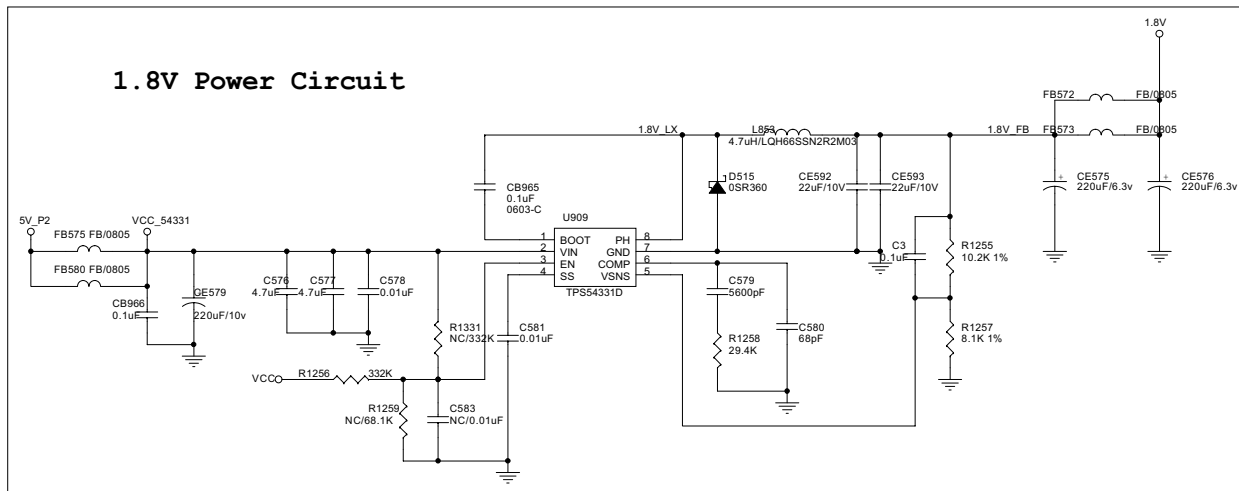 1.8V
1.8V Power Circuit
FB572 FB/0805
1.8V_LX L853 1.8V_FB FB573 FB/0805
4.7uH/LQH66SSN2R2M03
CB965
0.1uF
0603-C
D515
0SR360
CE592
22uF/10V
CE593
22uF/10V
CE575
220uF/6.3v
CE576
220uF/6.3v
5V_P2 VCC_54331
FB575 FB/0805
FB580 FB/0805
U909
1 BOOT PH 8
2 VIN GND 7
3 EN COMP 6
4 SS VSNS 5
TPS54331D
C3
0.1uF
R1255
10.2K 1%
CB966
0.1uF
CE579
220uF/10v
C576
4.7uF
C577
4.7uF
C578
0.01uF
C579
5600pF
C580
68pF
R1331
NC/332K
C581
0.01uF
R1258
29.4K
R1257
8.1K 1%
VCC R1256 332K
R1259
NC/68.1K
C583
NC/0.01uF